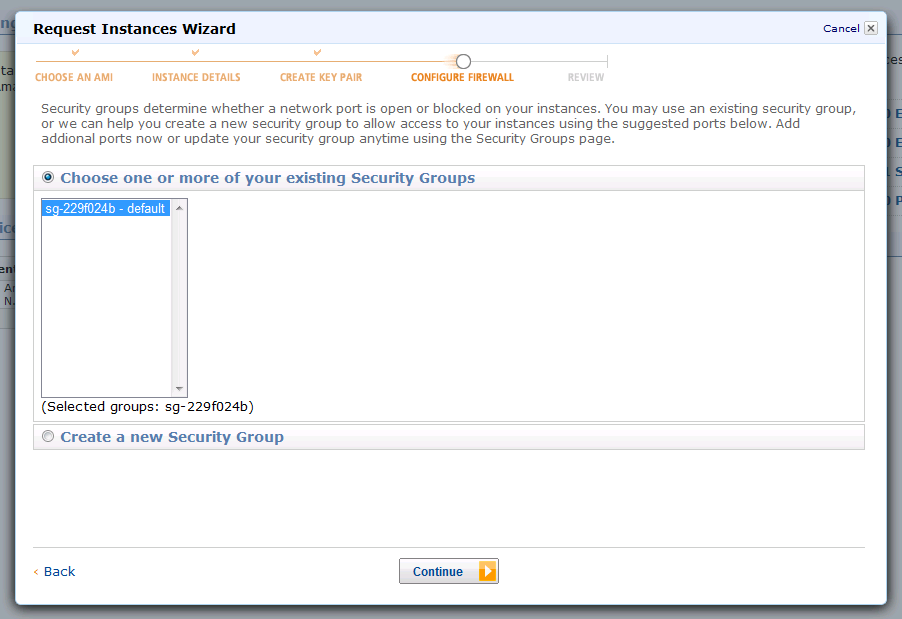 Request Instances Wizard
Cancel
CHOOSE AN AMI
INSTANCE DETAILS
CREATE KEY PAIR
CONFIGURE FIREWALL
REVIEW
Security groups determine whether a network port is open or blocked on your instances. You may use an existing security group,
or we can help you create a new security group to allow access to your instances using the suggested ports below. Add
addional ports now or update your security group anytime using the Security Groups page.
Choose one or more of your existing Security Groups
sg-229f024b - default
(Selected groups: sg-229f024b)
Create a new Security Group
‹ Back
Continue